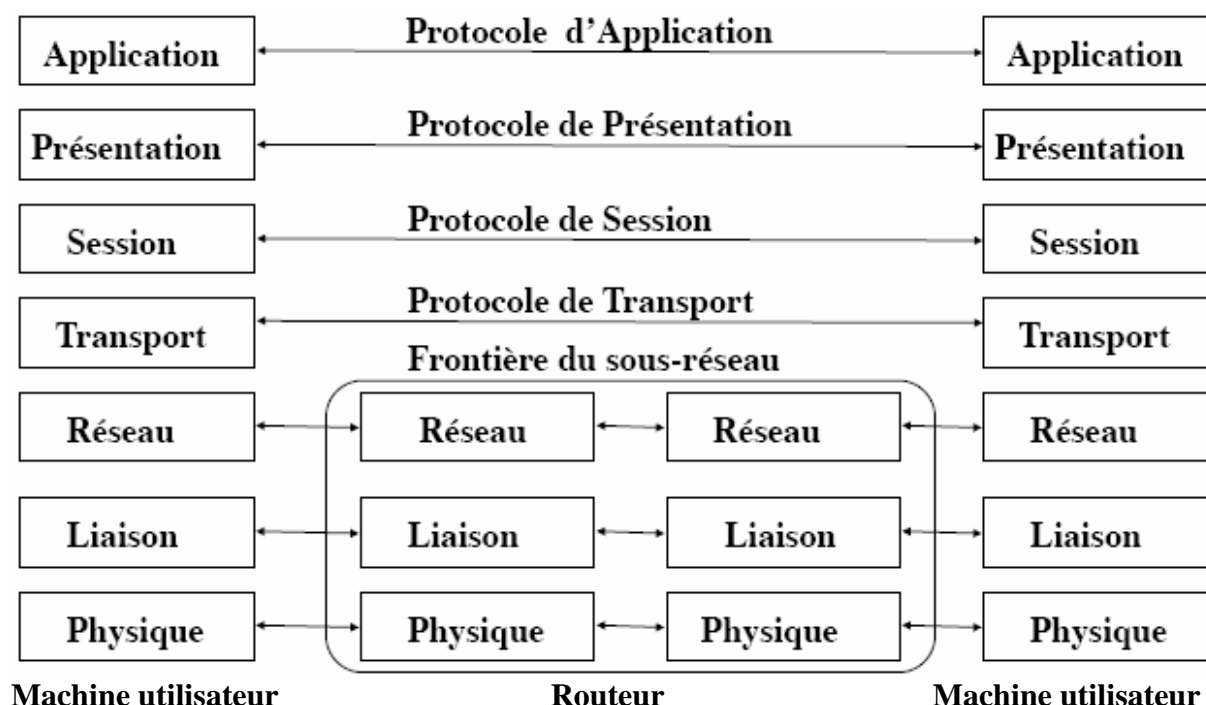 Protocole d'Application
Application Application
Protocole de Présentation
Présentation Présentation
Protocole de Session
Session Session
Protocole de Transport
Transport Transport
Frontière du sous-réseau
Réseau Réseau Réseau Réseau
Liaison Liaison Liaison Liaison
Physique Physique Physique Physique
Machine utilisateur Routeur Machine utilisateur